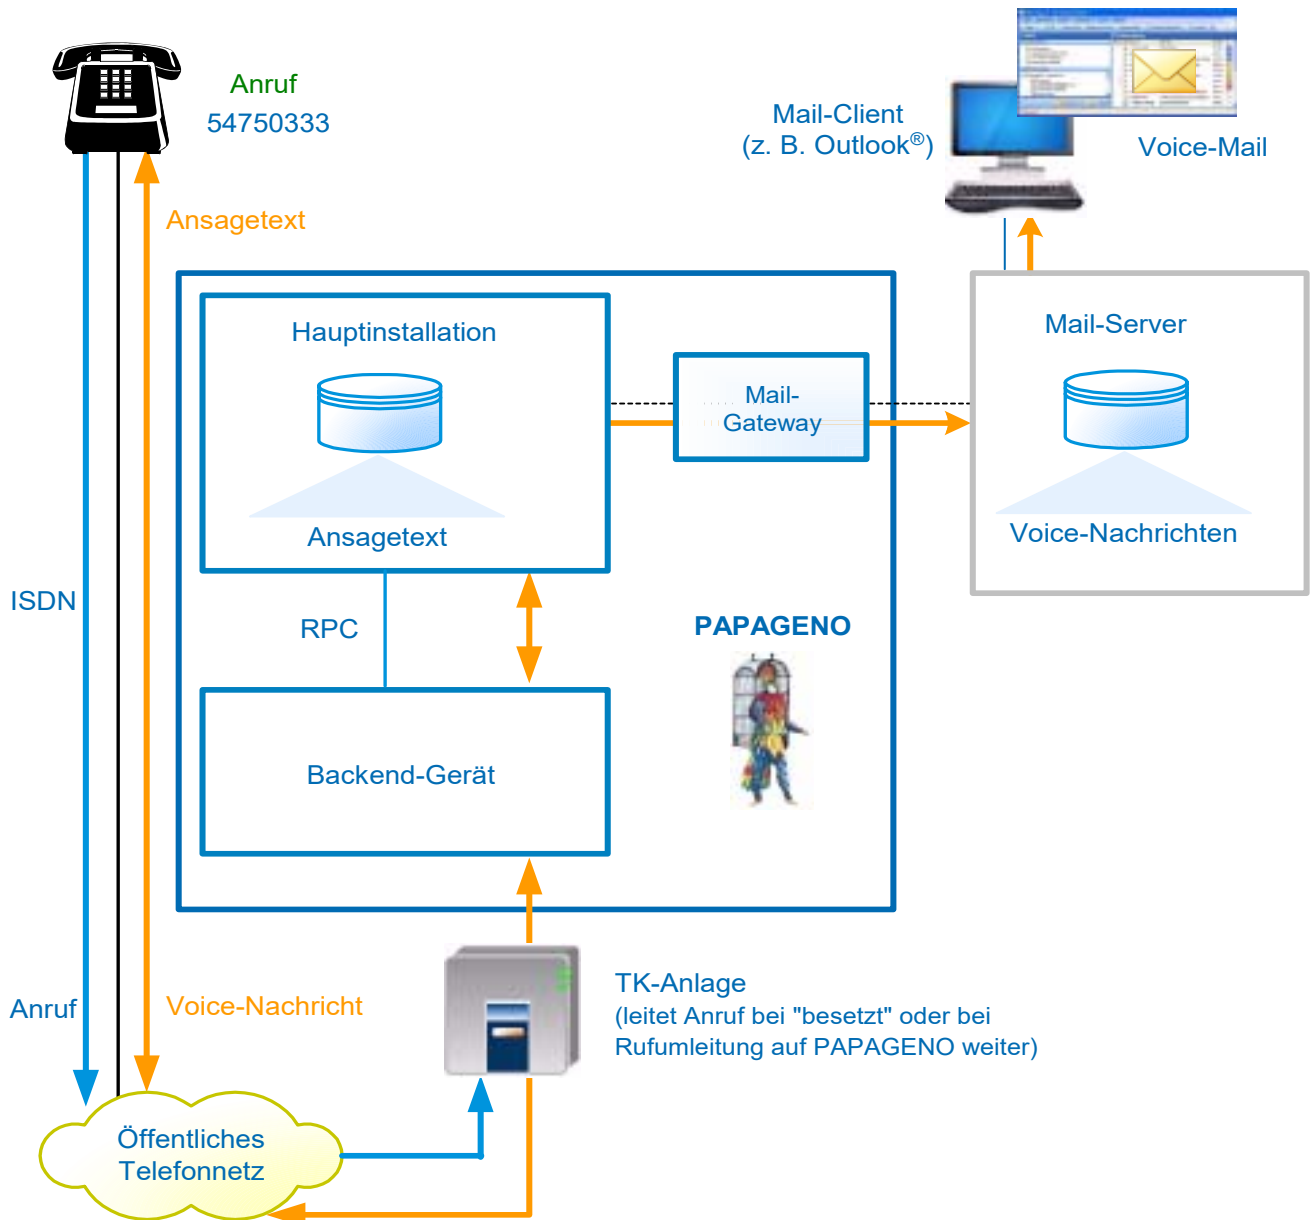 Anruf
54750333
Mail-Client
(z. B. Outlook®)
Voice-Mail
Ansagetext
Hauptinstallation
Ansagetext
Mail-
Gateway
Mail-Server
Voice-Nachrichten
ISDN
RPC
PAPAGENO
Backend-Gerät
Anruf
Voice-Nachricht
TK-Anlage
(leitet Anruf bei "besetzt" oder bei
Rufumleitung auf PAPAGENO weiter)
Öffentliches
Telefonnetz